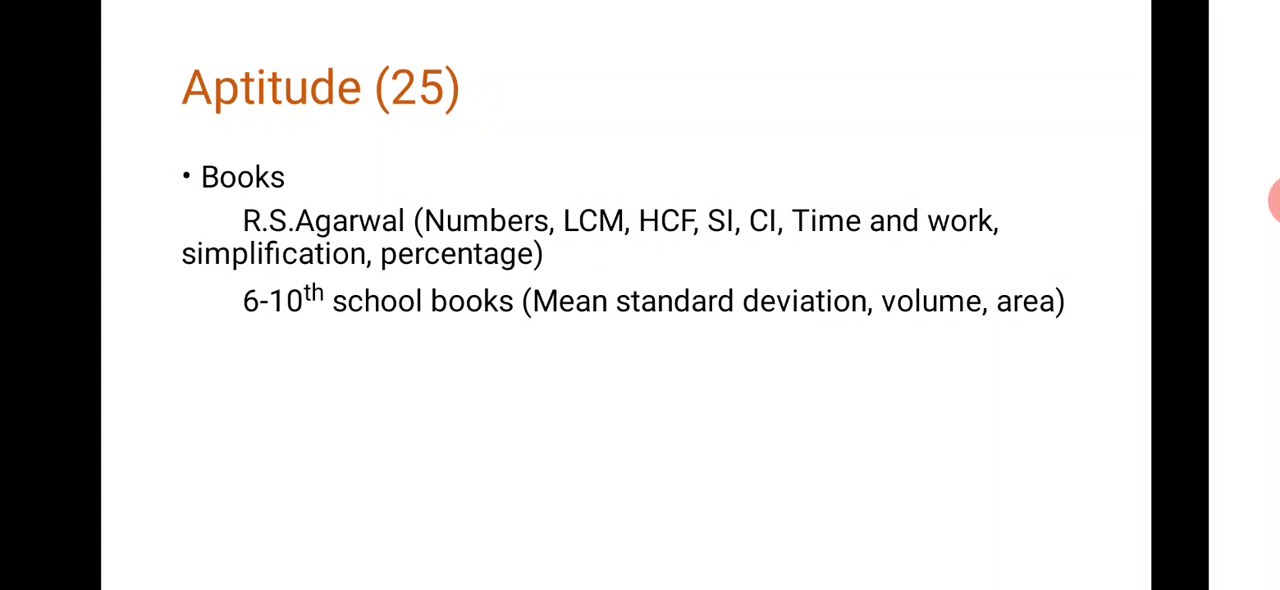 Aptitude (25)
• Books
R.S.Agarwal (Numbers, LCM, HCF, SI, CI, Time and work,
simplification, percentage)
6-10th school books (Mean standard deviation, volume, area)